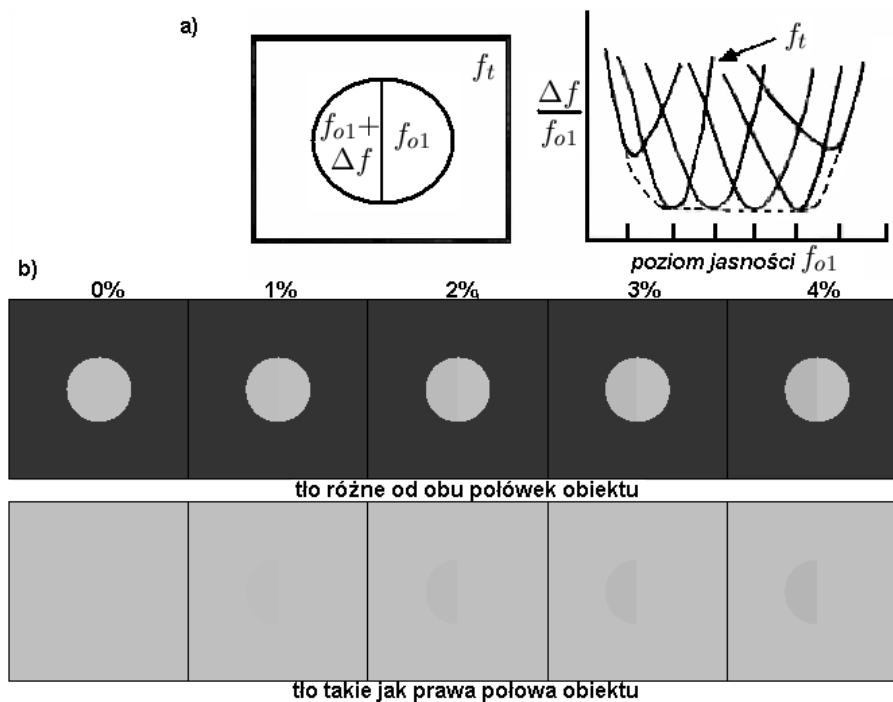 a)
f_t
f_{o1}+
Δf
f_{o1}
f_t
Δf
f_{o1}
poziom jasności f_{o1}
b)
0% 1% 2% 3% 4%
tło różne od obu połówek obiektu
tło takie jak prawa połowa obiektu